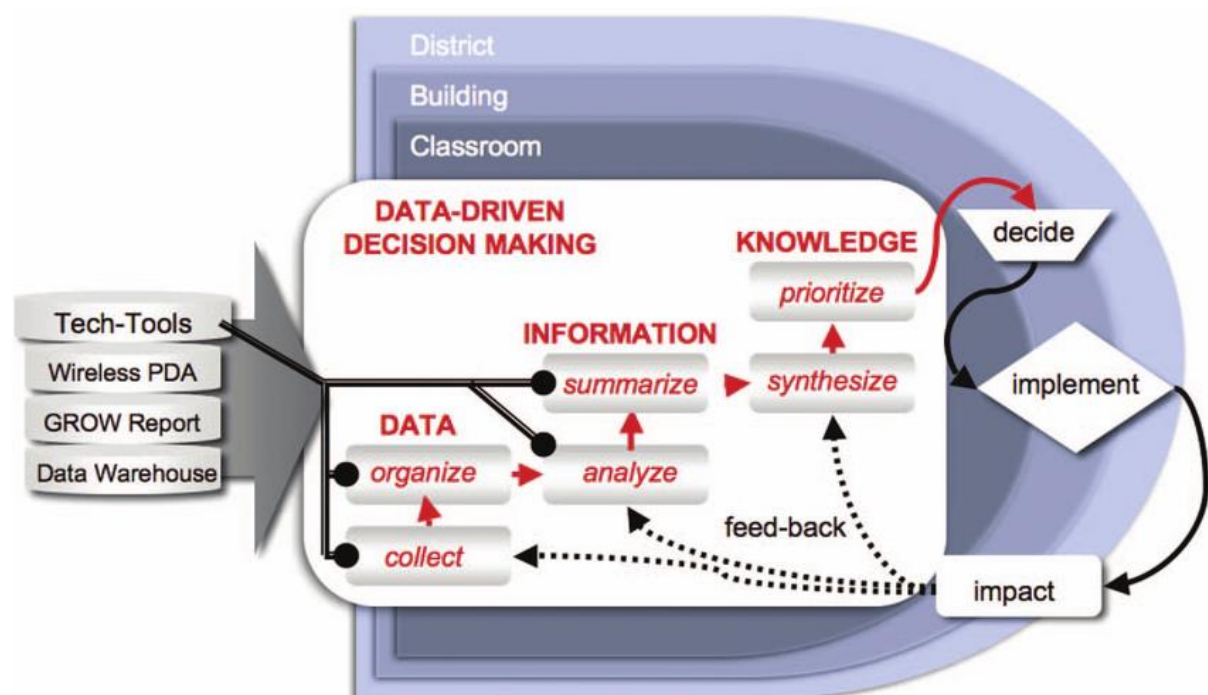 District
Building
Classroom
DATA-DRIVEN
DECISION MAKING
KNOWLEDGE
decide
prioritize
Tech-Tools
INFORMATION
Wireless PDA
summarize
synthesize
implement
GROW Report
DATA
Data Warehouse
organize
analyze
feed-back
collect
impact